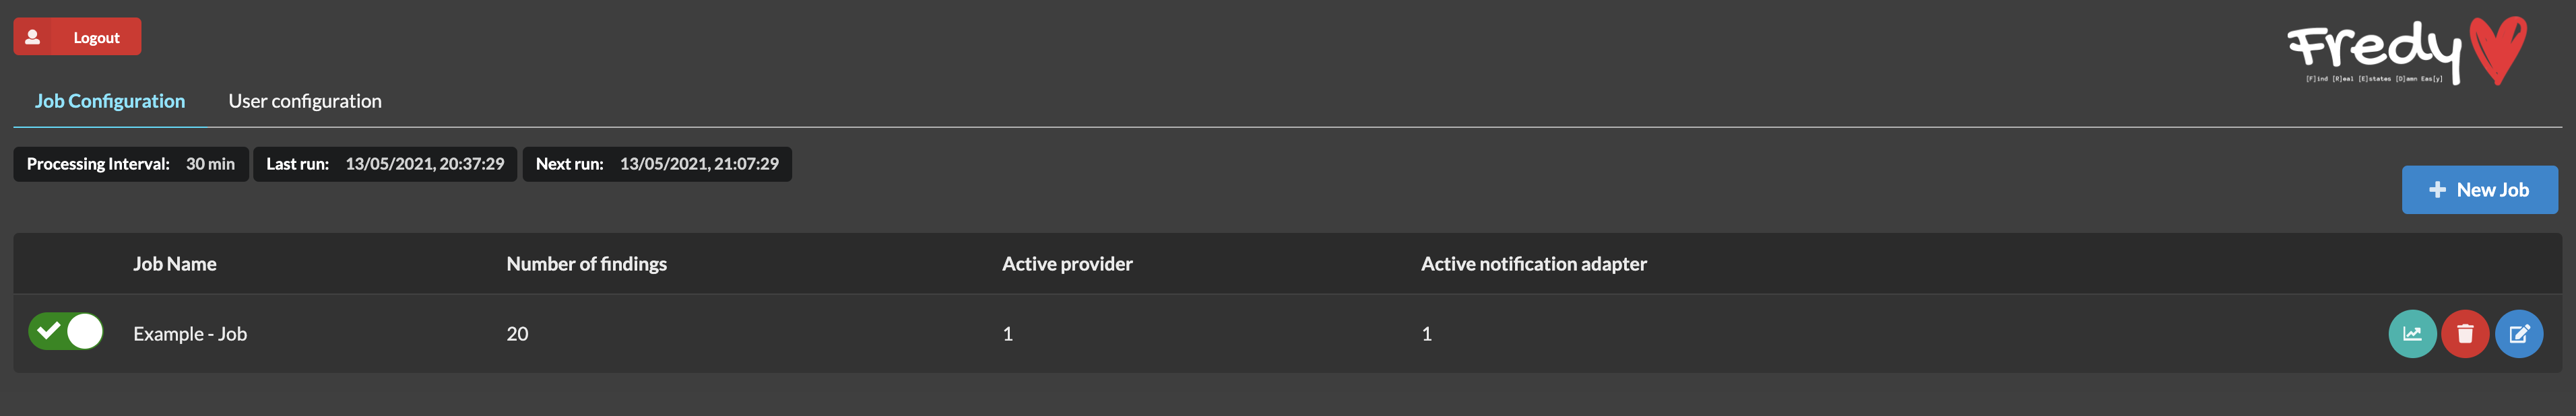 Logout
Fredy
[F]ind [R]eal [E]states [D]amn Eas[y]
Job Configuration User configuration
Processing Interval: 30 min Last run: 13/05/2021, 20:37:29 Next run: 13/05/2021, 21:07:29
New Job
Job Name Number of findings Active provider Active notification adapter
Example - Job 20 1 1